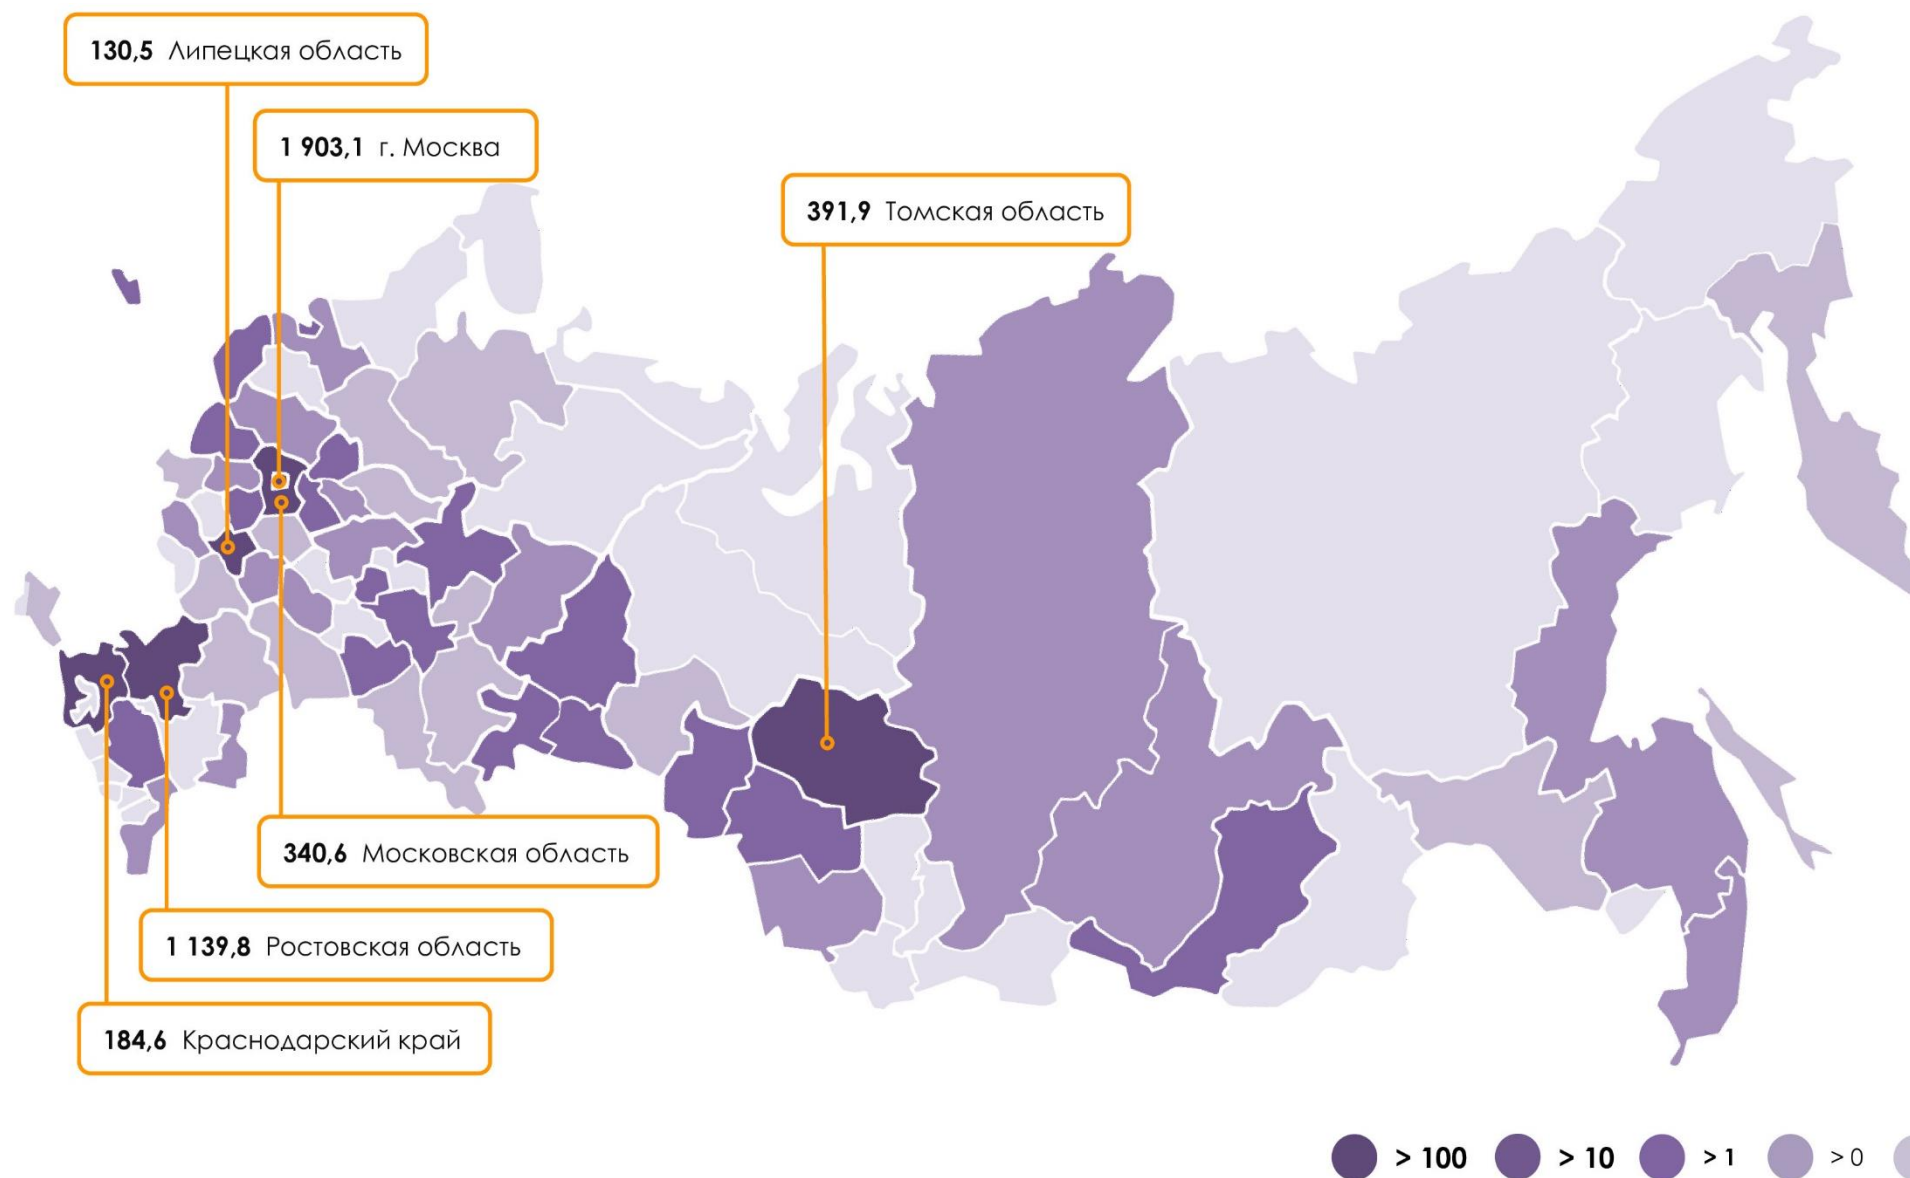 130,5 Липецкая область
1 903,1 г. Москва
391,9 Томская область
340,6 Московская область
1 139,8 Ростовская область
184,6 Краснодарский край
> 100 > 10 > 1 > 0